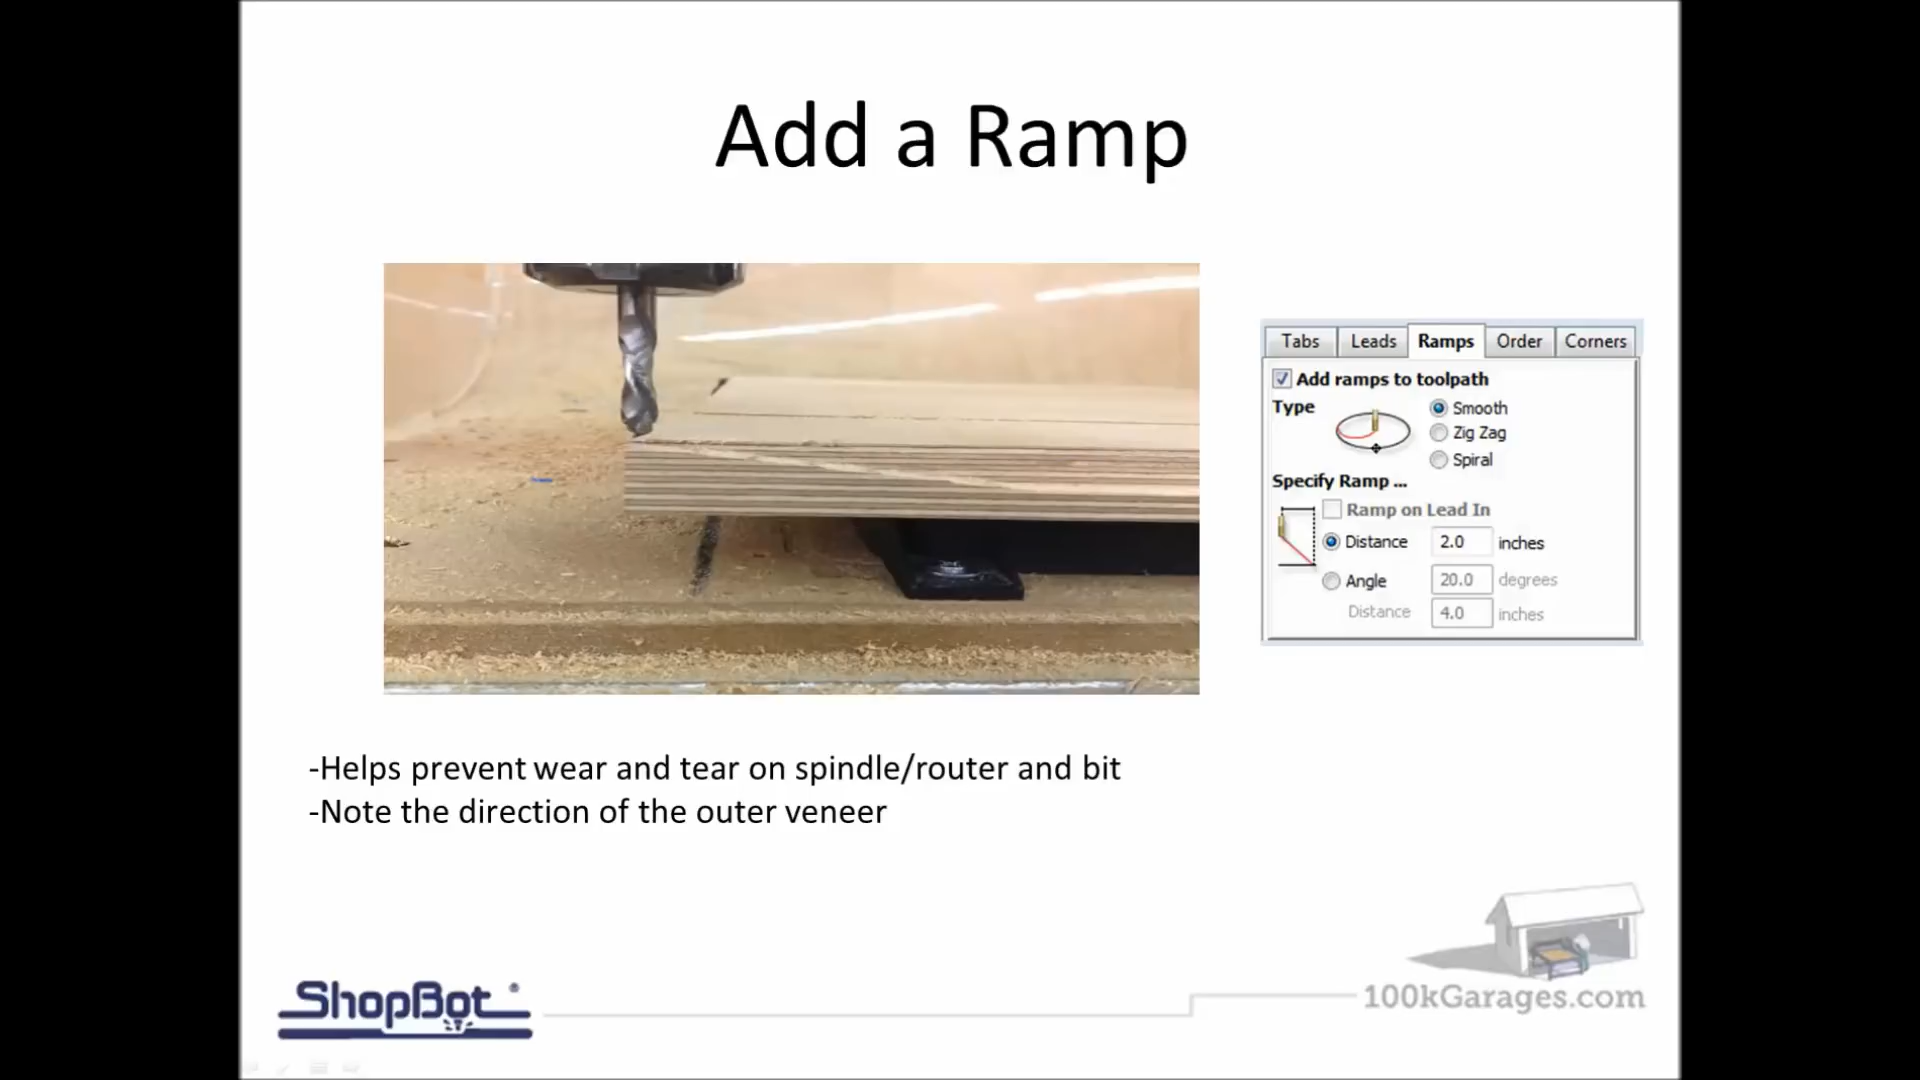 Add a Ramp
Tabs Leads Ramps Order Corners
Add ramps to toolpath
Type
Smooth
Zig Zag
Spiral
Specify Ramp ...
Ramp on Lead In
Distance 2.0 inches
Angle 20.0 degrees
Distance 4.0 inches
-Helps prevent wear and tear on spindle/router and bit
-Note the direction of the outer veneer
ShopBot®
100kGarages.com